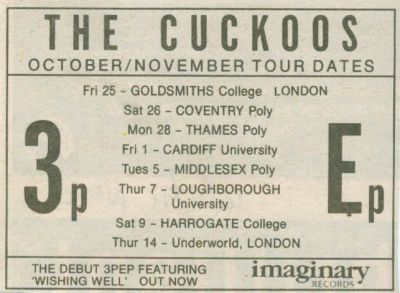 THE CUCKOOS
OCTOBER/NOVEMBER TOUR DATES
Fri 25 - GOLDSMITHS College LONDON
Sat 26 - COVENTRY Poly
Mon 28 - THAMES Poly
Fri 1 - CARDIFF University
Tues 5 - MIDDLESEX Poly
Thur 7 - LOUGHBOROUGH
University
Sat 9 - HARROGATE College
Thur 14 - Underworld, LONDON
3p
Ep
THE DEBUT 3PEP FEATURING
'WISHING WELL' OUT NOW
imaginary
RECORDS